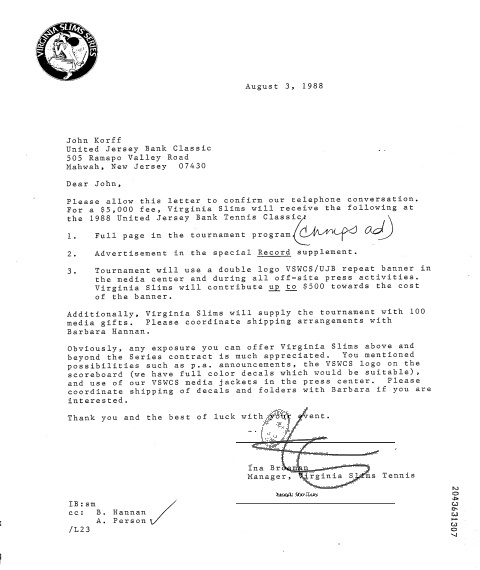 VIRGINIA SLIMS SERIES
August 3, 1988
John Korff
United Jersey Bank Classic
505 Ramapo Valley Road
Mahwah, New Jersey 07430
Dear John,
Please allow this letter to confirm our telephone conversation.
For a $5,000 fee, Virginia Slims will receive the following at
the 1988 United Jersey Bank Tennis Classic:
1. Full page in the tournament program. (Chmps ad)
2. Advertisement in the special Record supplement.
3. Tournament will use a double logo VSWCS/UJB repeat banner in
the media center and during all off-site press activities.
Virginia Slims will contribute up to $500 towards the cost
of the banner.
Additionally, Virginia Slims will supply the tournament with 100
media gifts. Please coordinate shipping arrangements with
Barbara Hannan.
Obviously, any exposure you can offer Virginia Slims above and
beyond the Series contract is much appreciated. You mentioned
possibilities such as p.a. announcements, the VSWCS logo on the
scoreboard (we have full color decals which would be suitable),
and use of our VSWCS media jackets in the press center. Please
coordinate shipping of decals and folders with Barbara if you are
interested.
Thank you and the best of luck with your event.
Ina
Manager, Virginia Slims Tennis
IB:sm
cc: B. Hannan
A. Person
/L23
2043631307